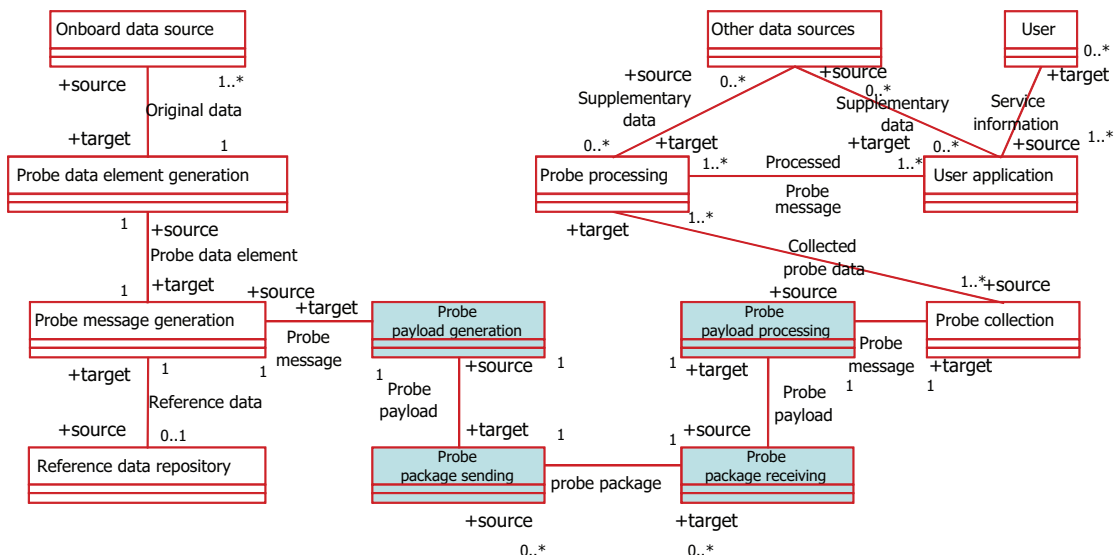 Onboard data source
Other data sources
User
+source
1..*
Original data
+target
1
+source
0..*
Supplementary
data
+target
0..*
+source
0..*
Supplementary
data
+target
0..*
0..*
+target
Service
information
+source
1..*
Probe data element generation
Probe processing
1..*
Processed
1..*
Probe
message
User application
1
+source
Probe data element
1
+target
+target
1..*
Collected
probe data
1..*
+source
Probe message generation
+source
+target
Probe
message
Probe
payload generation
+source
Probe
payload processing
Probe
message
Probe collection
+target
1
1
Reference data
+source
0..1
1
+source
1
Probe
payload
+target
1
1
+target
1
1
+target
Probe
payload
1
+source
Reference data repository
Probe
package sending
probe package
Probe
package receiving
+source
0..*
+target
0..*